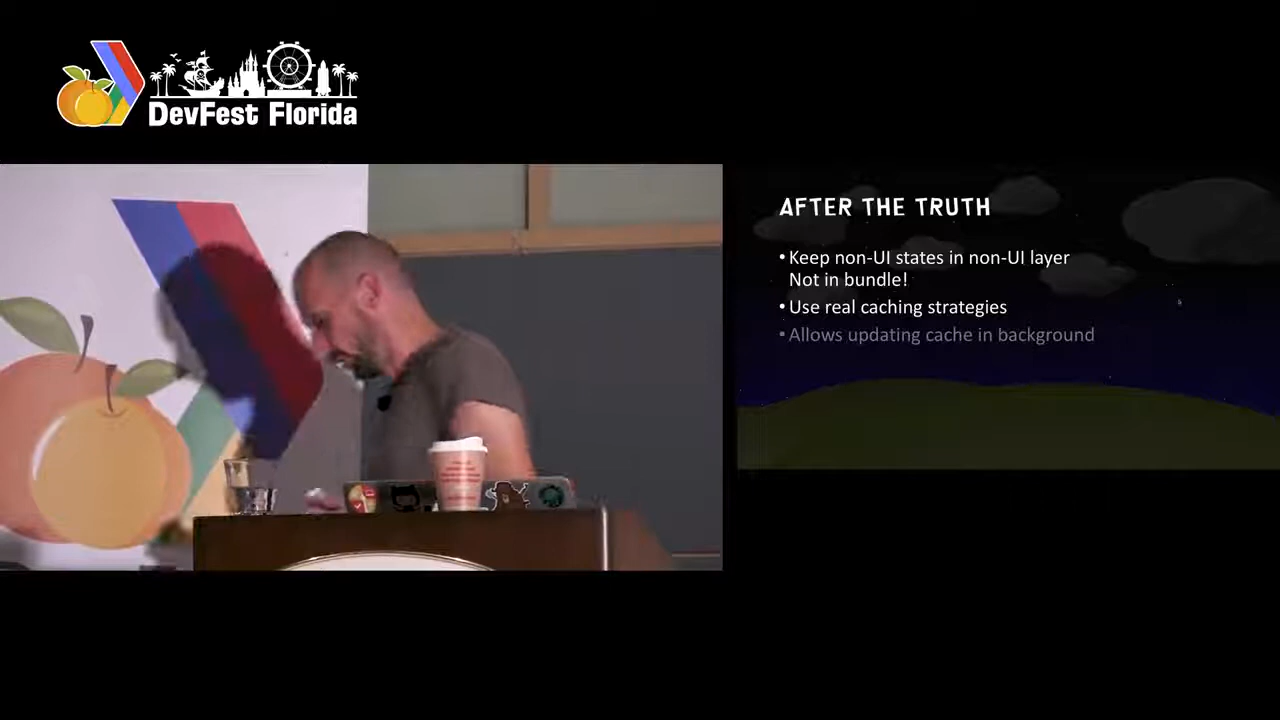 DevFest Florida
AFTER THE TRUTH
• Keep non-UI states in non-UI layer
Not in bundle!
• Use real caching strategies
• Allows updating cache in background